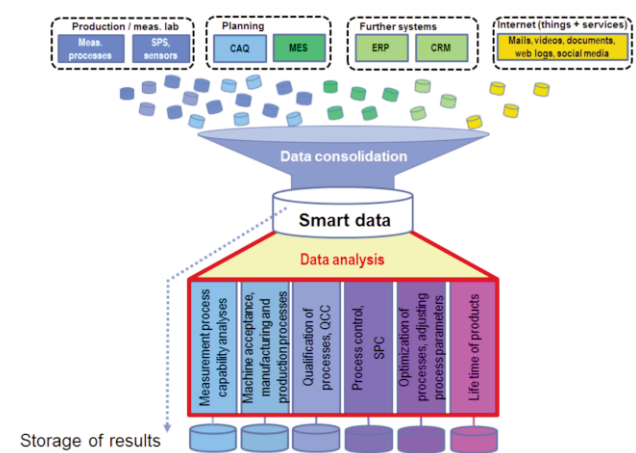 Production / meas. lab
Planning
Further systems
Internet (things + services)
Meas.
processes
SPS,
sensors
CAQ
MES
ERP
CRM
Mails, videos, documents,
web logs, social media
Data consolidation
Smart data
Data analysis
Measurement process
capability analyses
Machine acceptance,
manufacturing and
production processes
Qualification of
processes, QCC
Process control,
SPC
Optimization of
processes, adjusting
process parameters
Life time of products
Storage of results